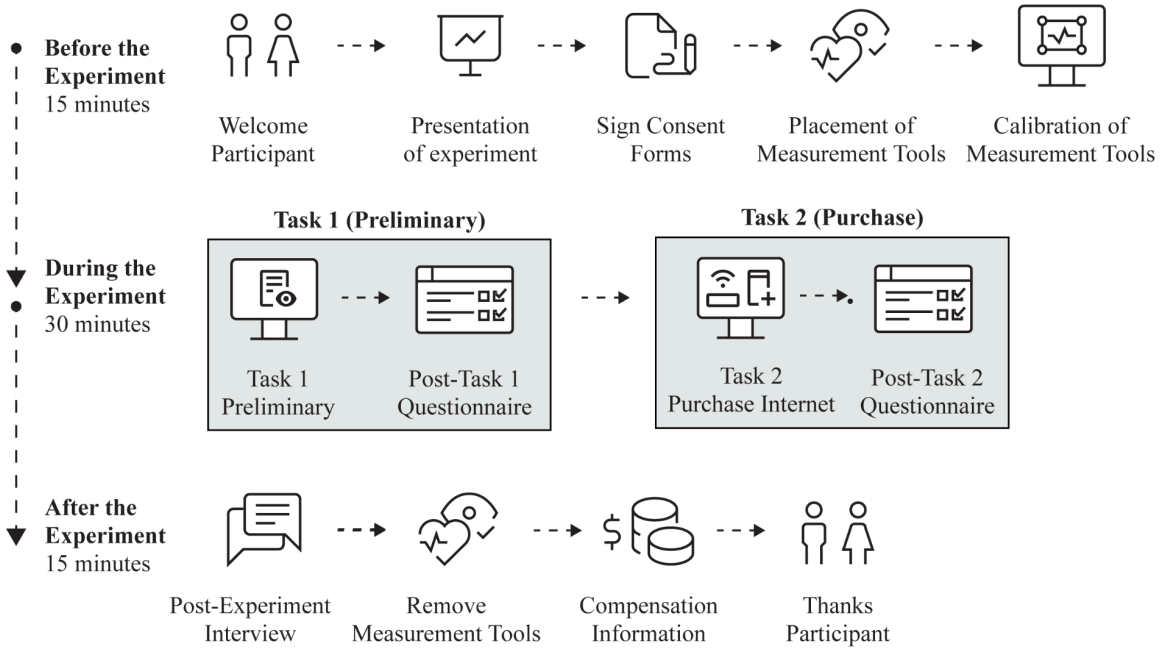 Before the
Experiment
15 minutes
Welcome
Participant
Presentation
of experiment
Sign Consent
Forms
Placement of
Measurement Tools
Calibration of
Measurement Tools
During the
Experiment
30 minutes
Task 1 (Preliminary)
Task 1
Preliminary
Post-Task 1
Questionnaire
Task 2 (Purchase)
Task 2
Purchase Internet
Post-Task 2
Questionnaire
After the
Experiment
15 minutes
Post-Experiment
Interview
Remove
Measurement Tools
$
Compensation
Information
Thanks
Participant